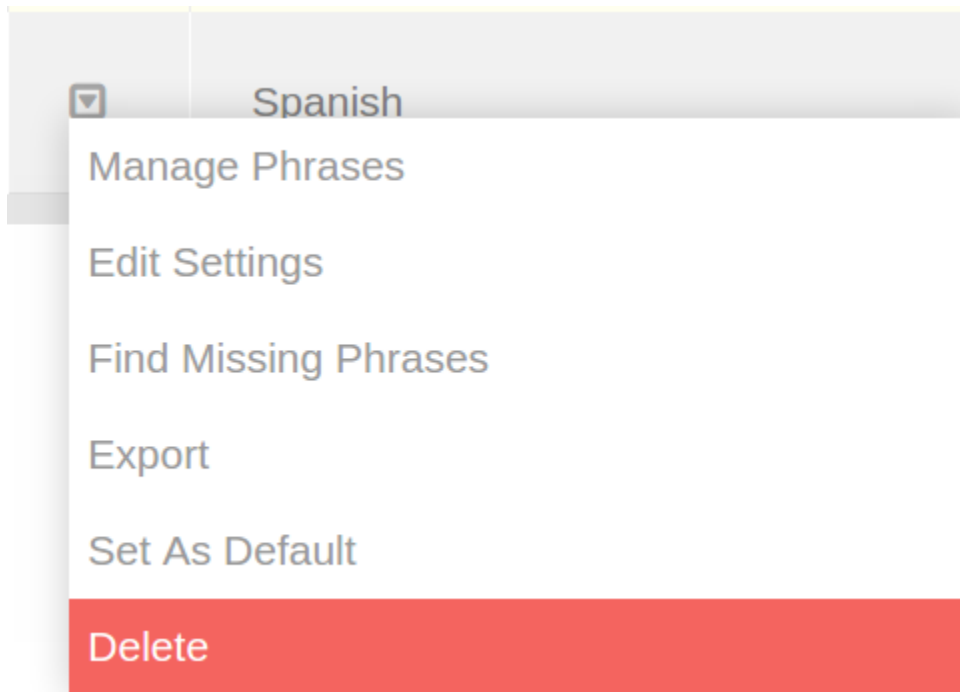 Spanish
Manage Phrases
Edit Settings
Find Missing Phrases
Export
Set As Default
Delete